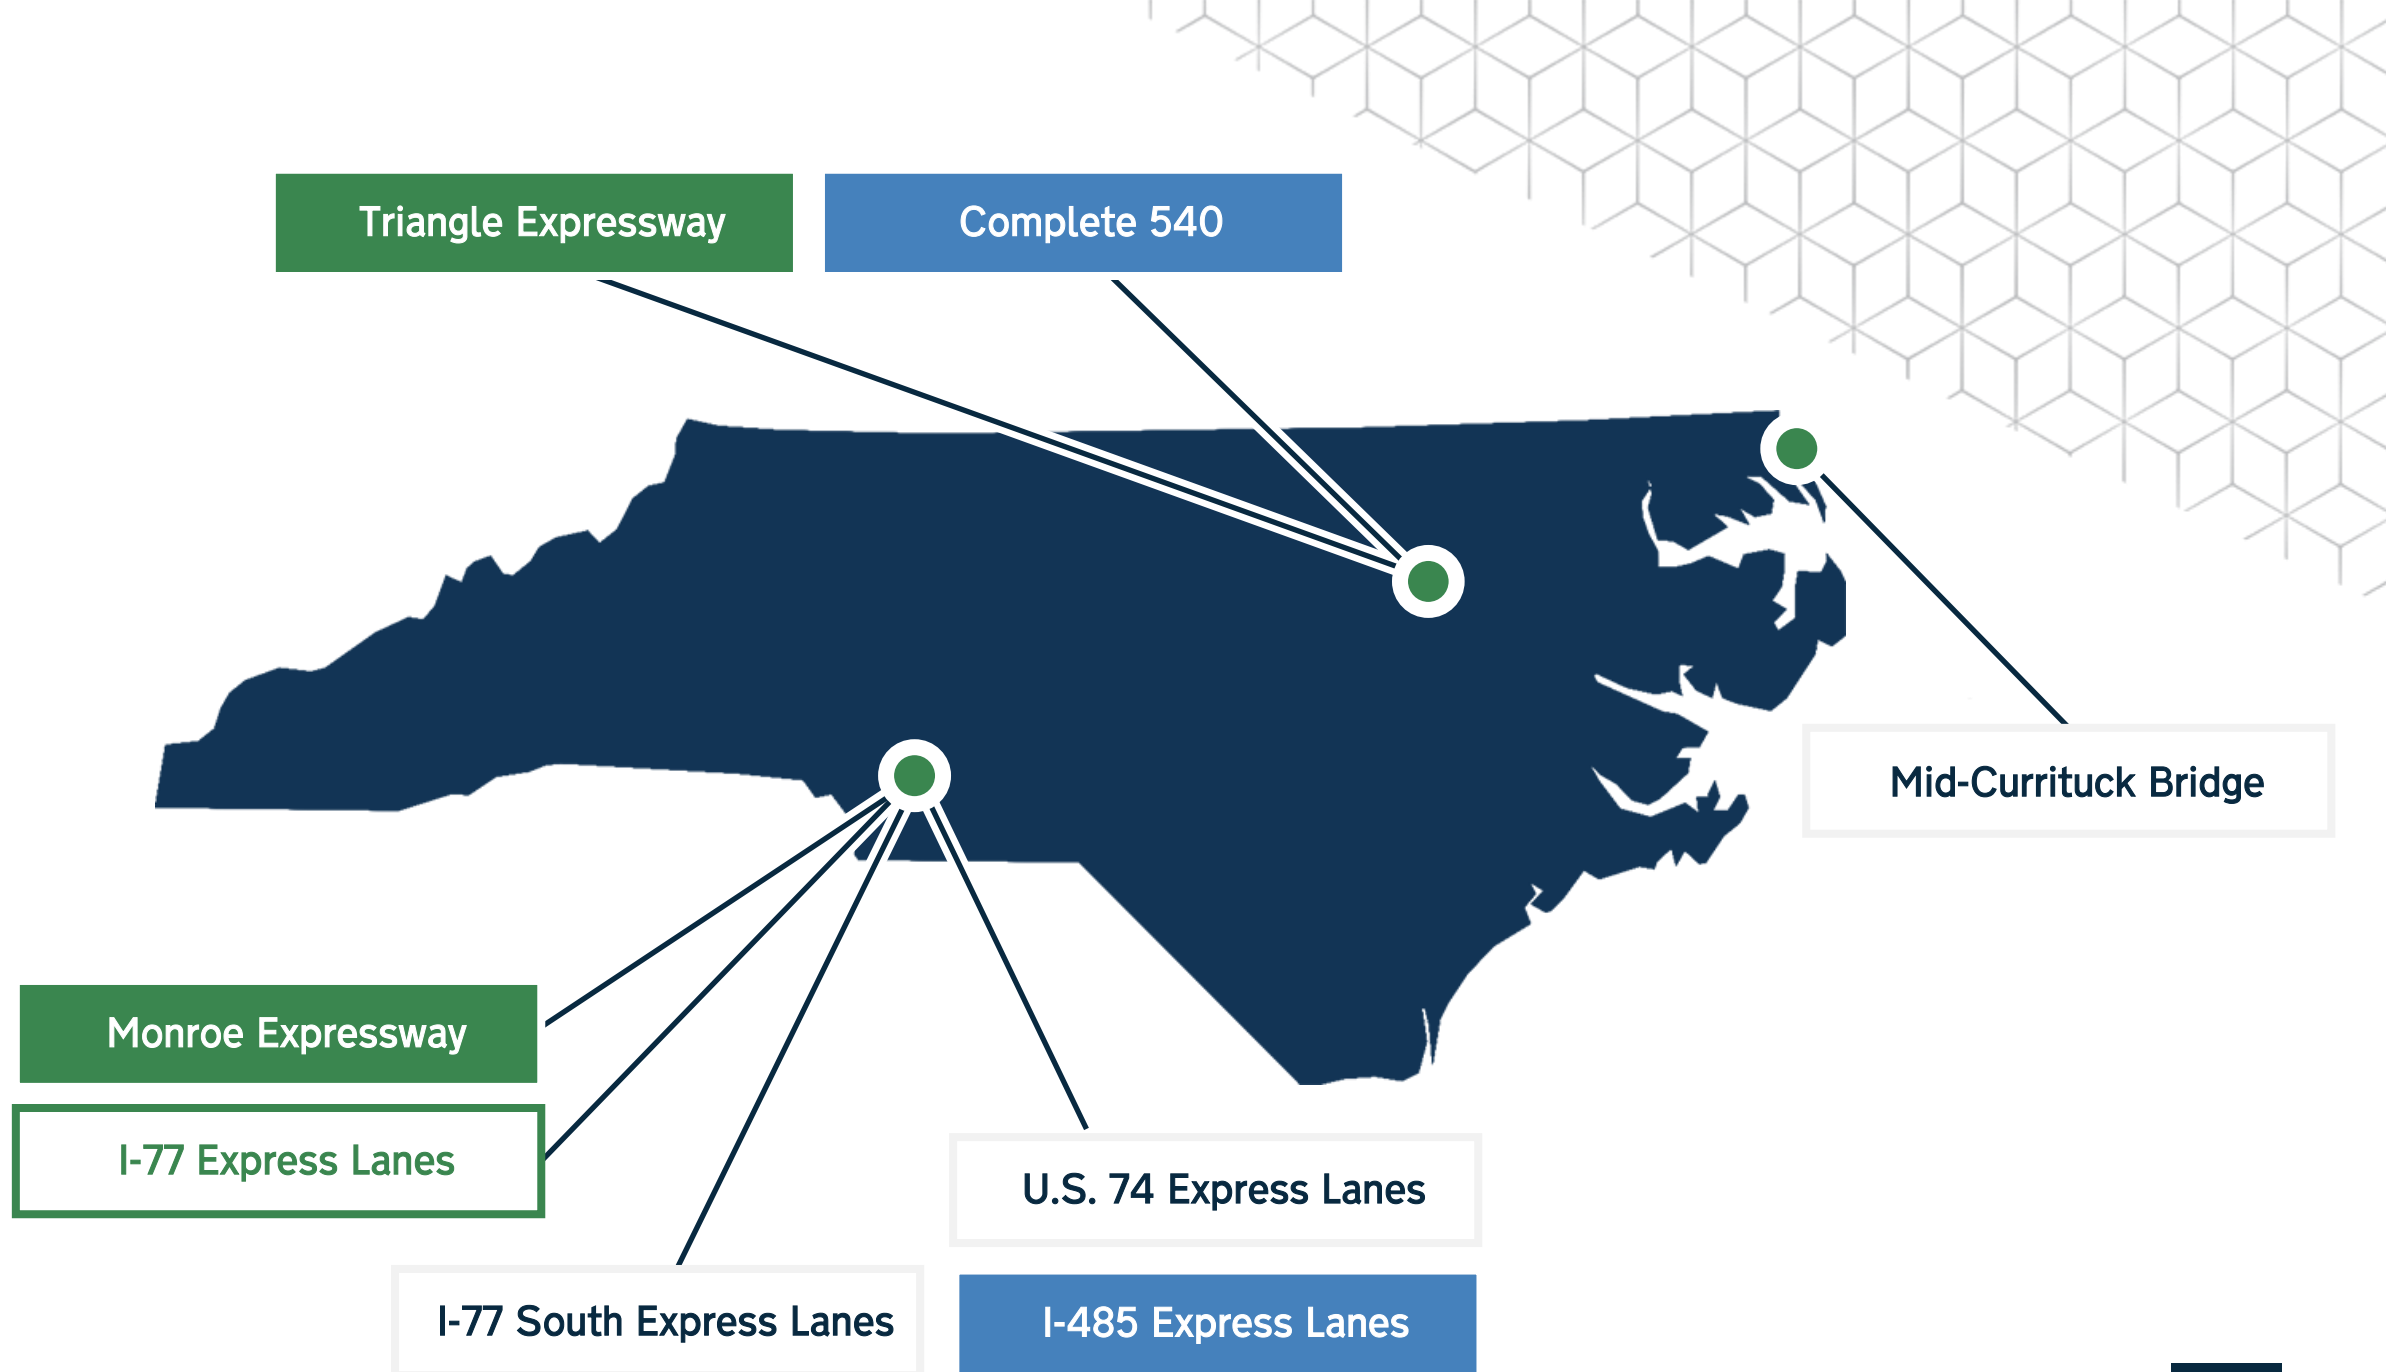 Triangle Expressway
Complete 540
Mid-Currituck Bridge
Monroe Expressway
I-77 Express Lanes
U.S. 74 Express Lanes
I-77 South Express Lanes
I-485 Express Lanes